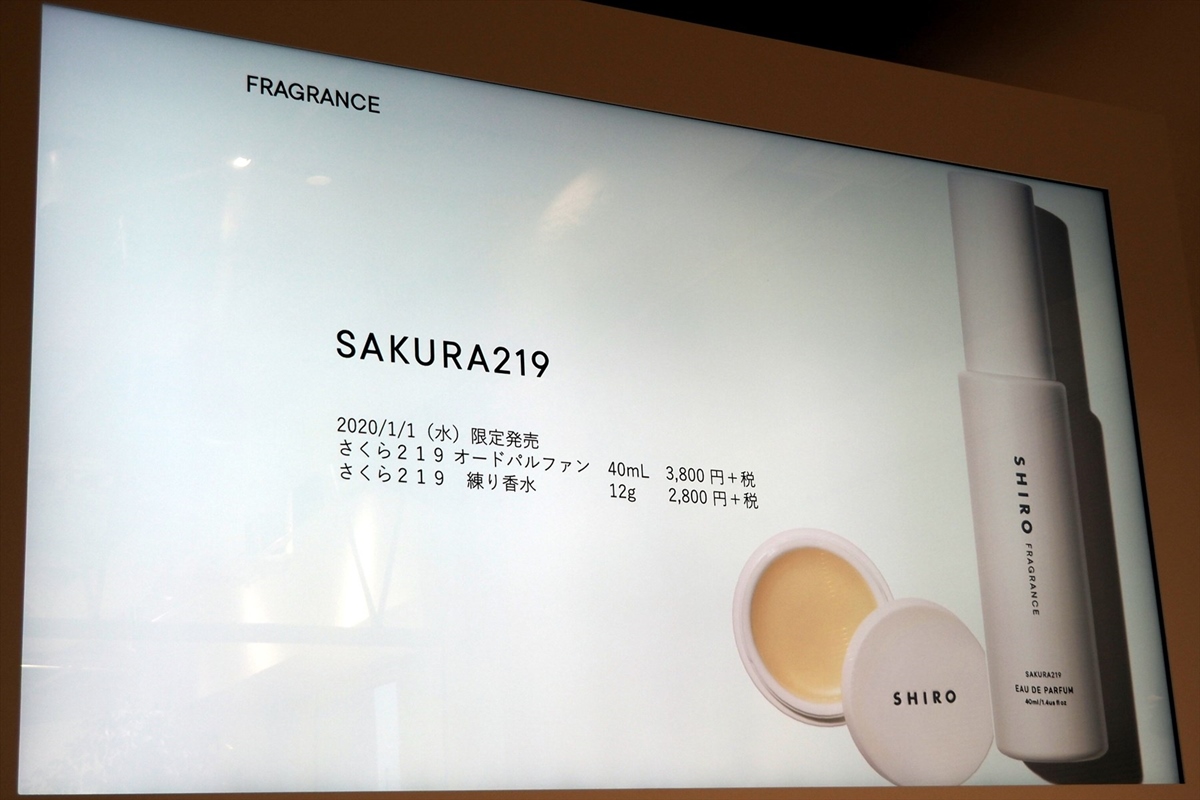 FRAGRANCE
SAKURA219
2020/1/1（水）限定発売
さくら２１９ オードパルファン 40mL 3,800 円＋税
さくら２１９　練り香水 12g 2,800 円＋税
SHIRO FRAGRANCE
SAKURA219
EAU DE PARFUM
40ml/1.4us fl oz
SHIRO